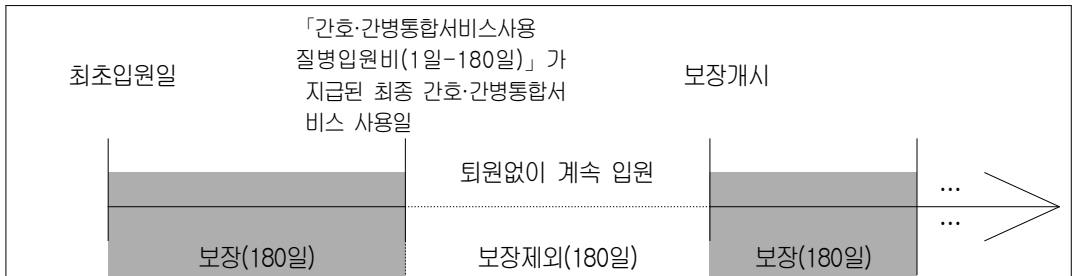 「간호·간병통합서비스사용
질병입원비(1일-180일)」가
지급된 최종 간호·간병통합서
비스 사용일
최초입원일
보장개시
퇴원없이 계속 입원
...
...
보장(180일)
보장제외(180일)
보장(180일)